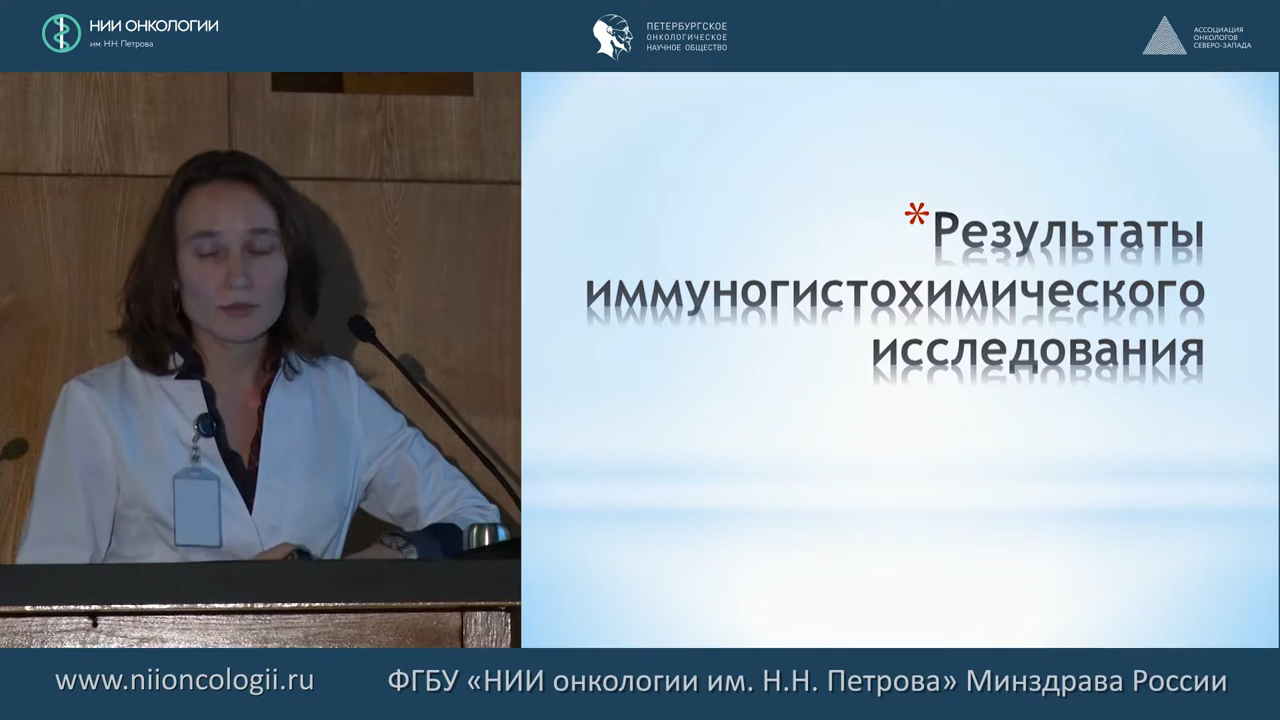 НИИ ОНКОЛОГИИ
им. Н.Н. Петрова
ПЕТЕРБУРГСКОЕ
ОНКОЛОГИЧЕСКОЕ
НАУЧНОЕ ОБЩЕСТВО
АССОЦИАЦИЯ
ОНКОЛОГОВ
СЕВЕРО-ЗАПАДА
*Результаты
иммуногистохимического
исследования
www.niioncologii.ru
ФГБУ «НИИ онкологии им. Н.Н. Петрова» Минздрава России